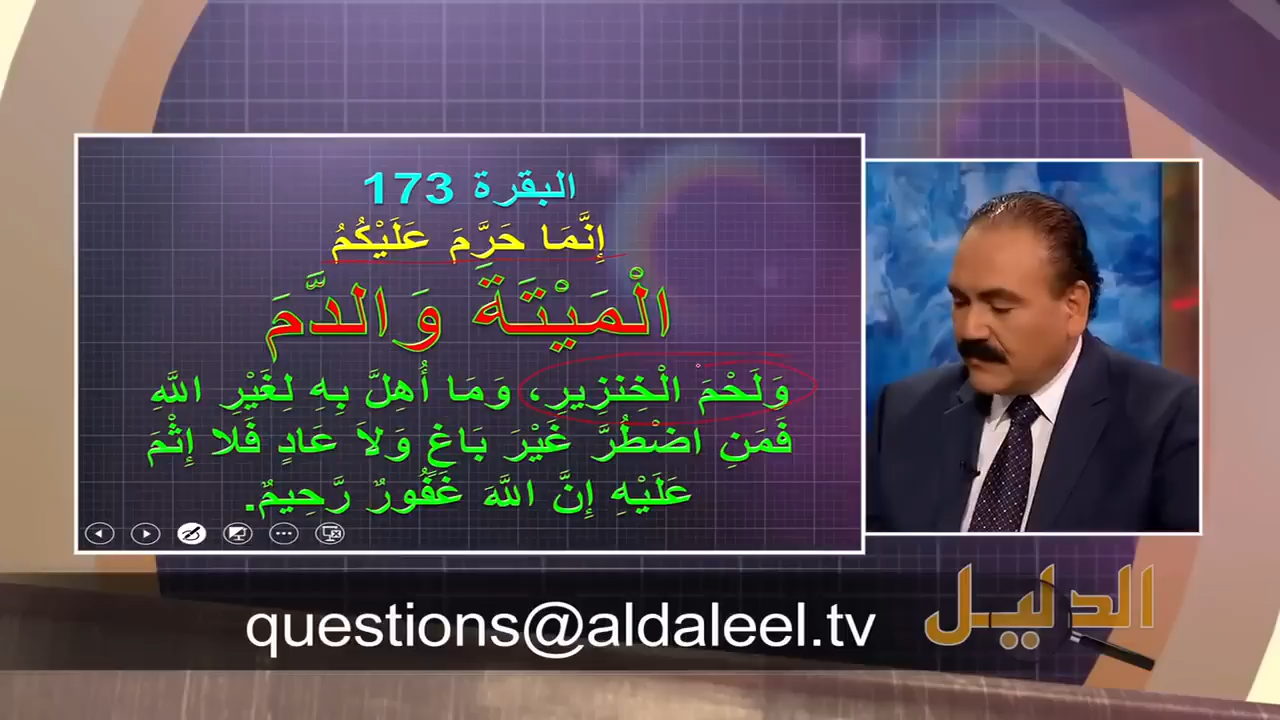 البقرة 173
إِنَّمَا حَرَّمَ عَلَيْكُمُ
الْمَيْتَةَ وَالدَّمَ
وَلَحْمَ الْخِنزِيرِ، وَمَا أُهِلَّ بِهِ لِغَيْرِ اللَّهِ
فَمَنِ اضْطُرَّ غَيْرَ بَاغٍ وَلاَ عَادٍ فَلا إِثْمَ
عَلَيْهِ إِنَّ اللَّهَ غَفُورٌ رَّحِيمٌ.
questions@aldaleel.tv
الدليل